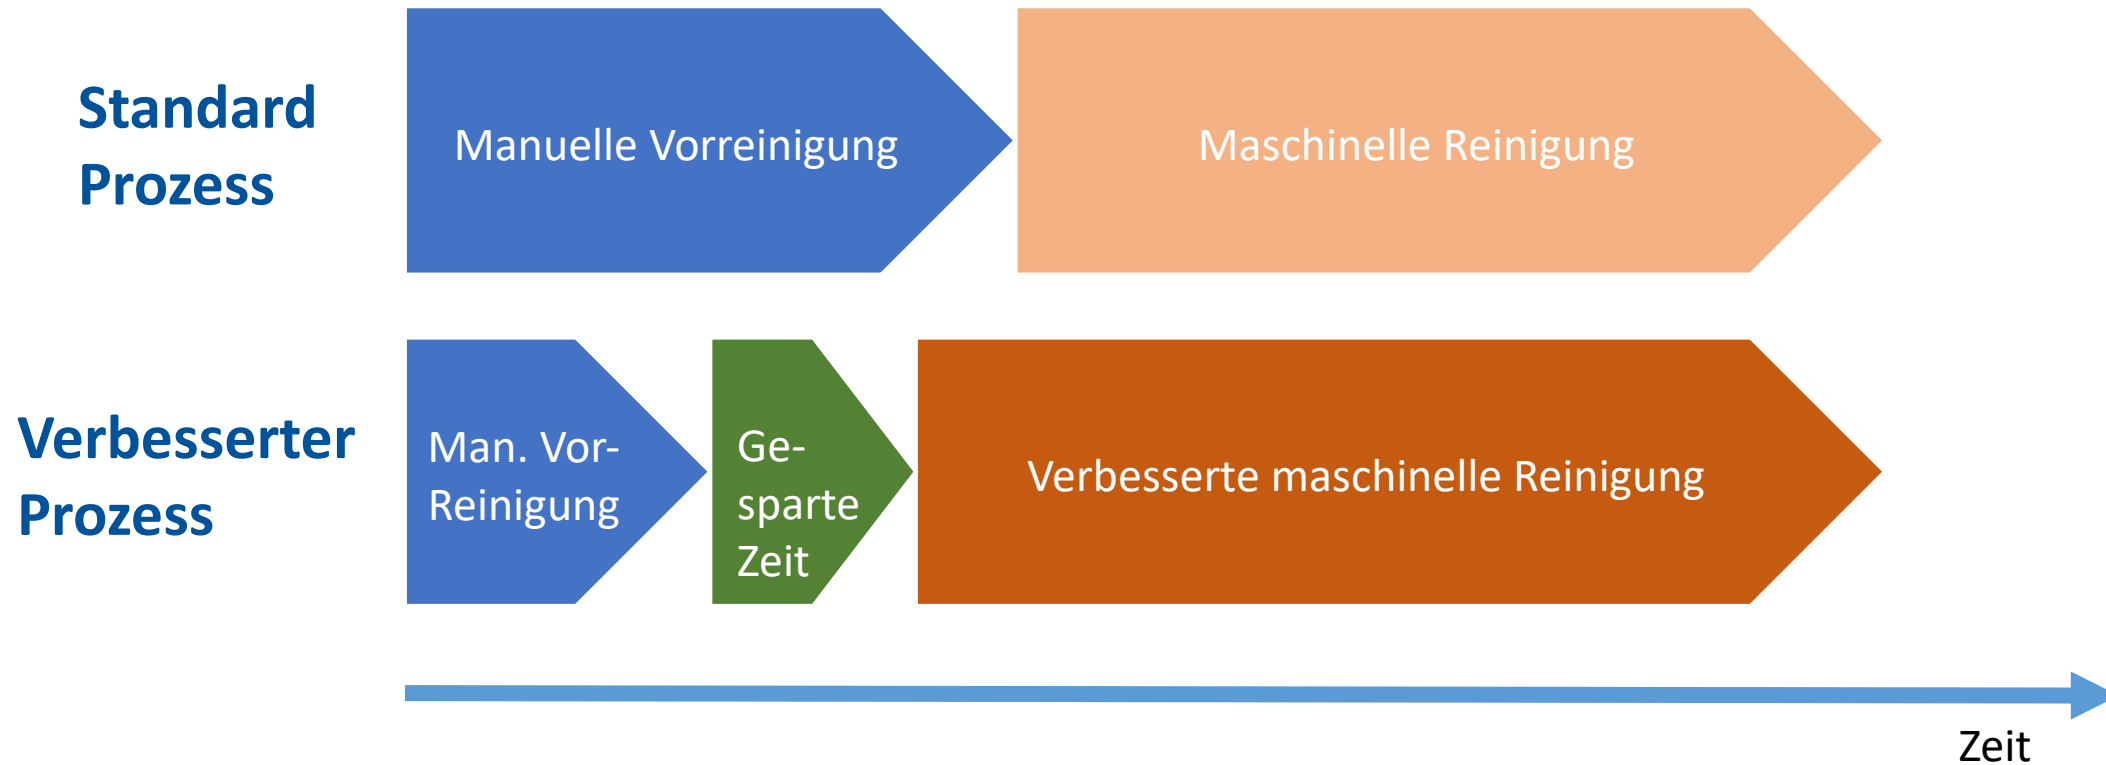 Standard
Prozess
Manuelle Vorreinigung
Maschinelle Reinigung
Verbesserter
Prozess
Man. Vor-
Reinigung
Ge-
sparte
Zeit
Verbesserte maschinelle Reinigung
Zeit